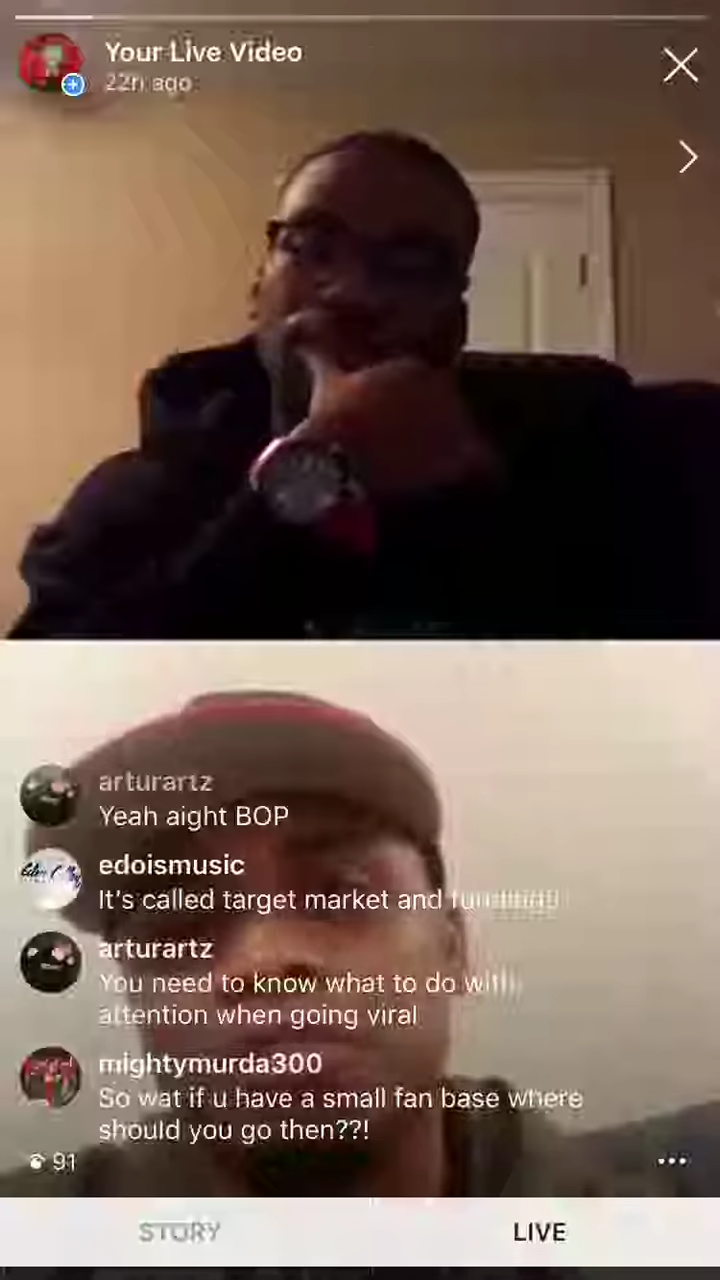 Your Live Video
22h ago
arturartz
Yeah aight BOP
edoismusic
It's called target market and
arturartz
You need to know what to do with
attention when going viral
mightymurda300
So wat if u have a small fan base where
should you go then??!
91
STORY
LIVE